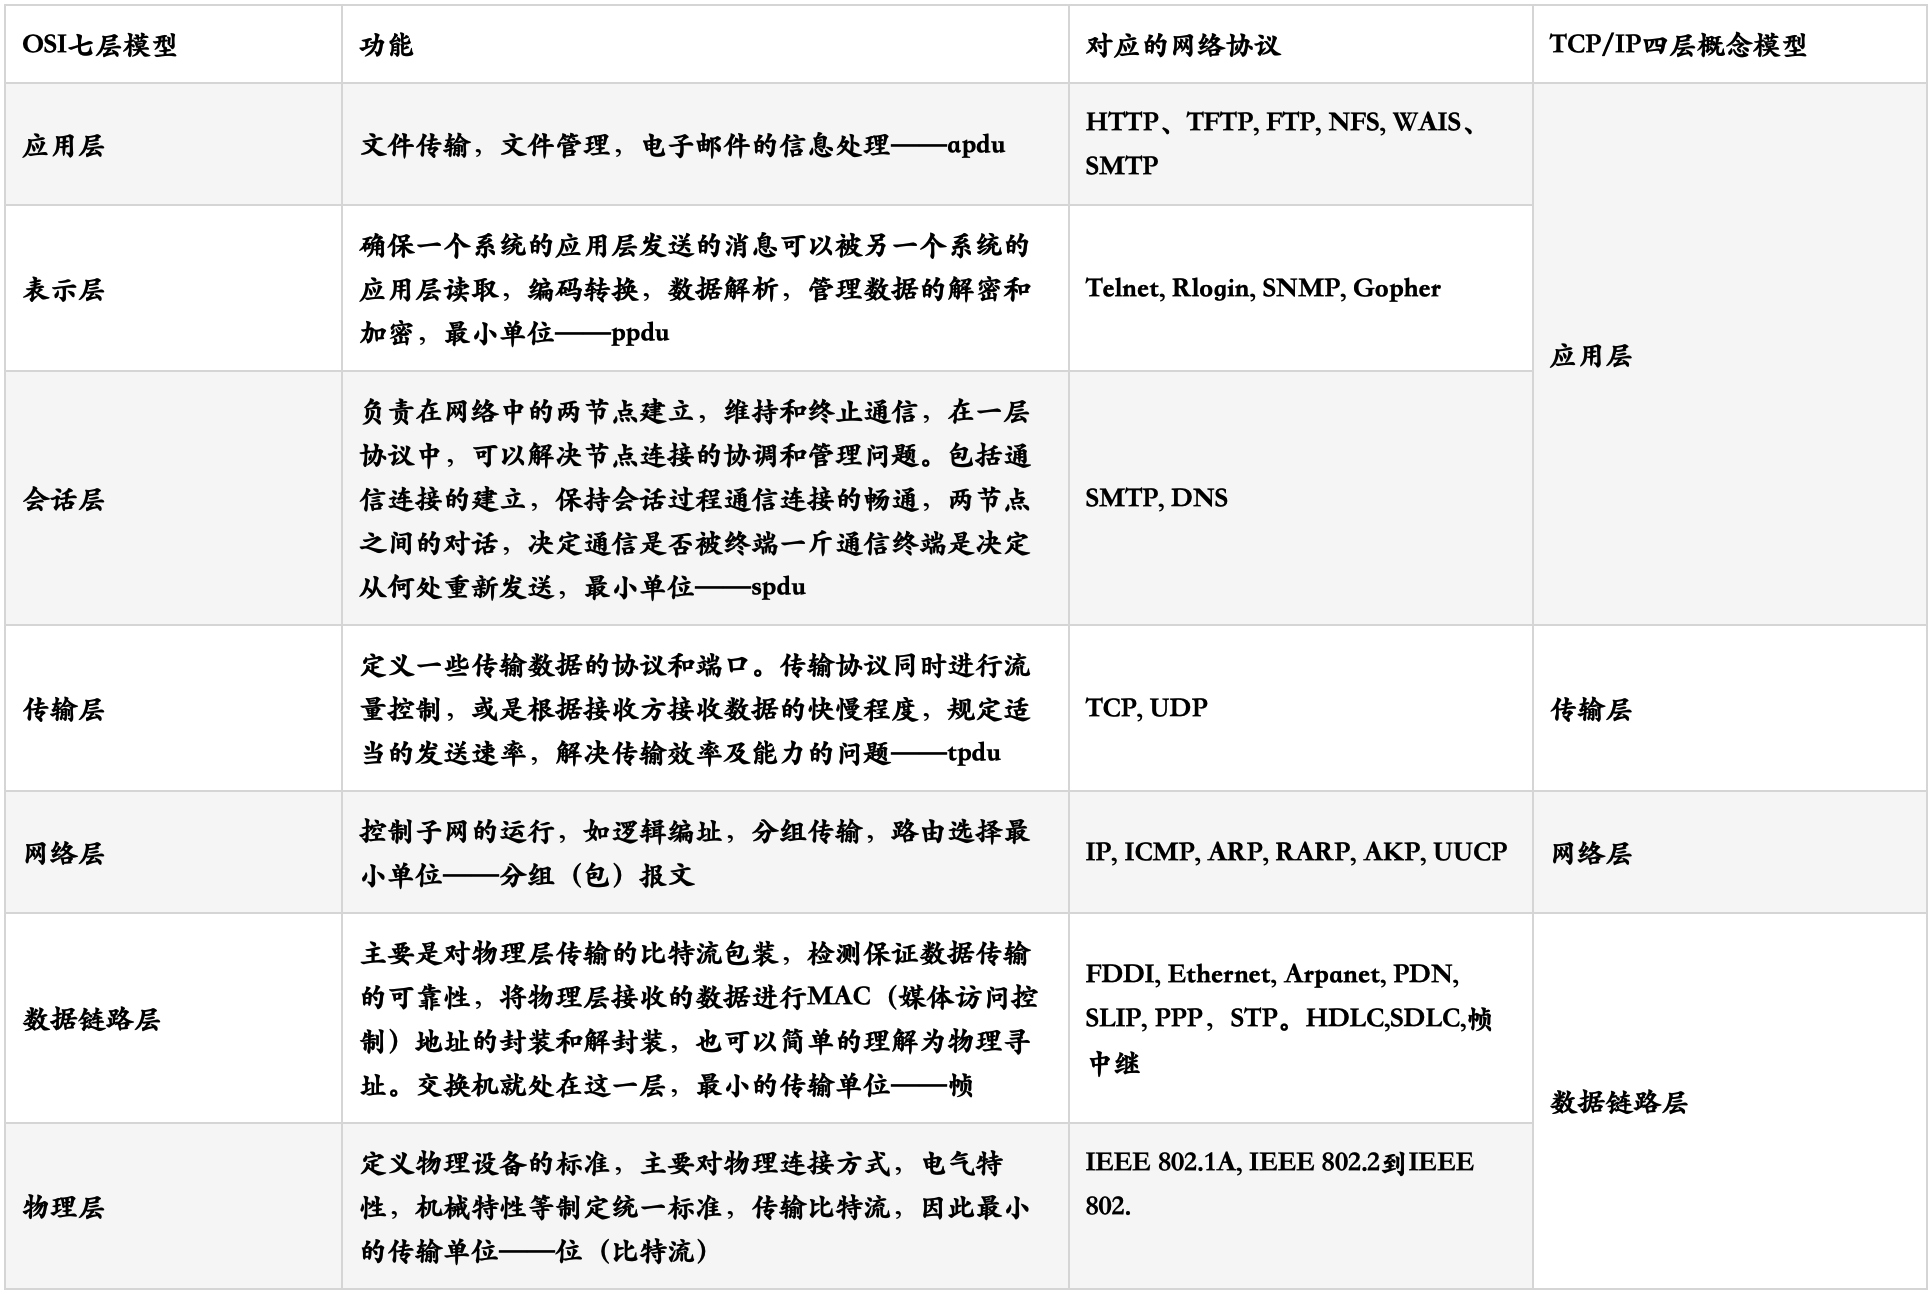 OSI七层模型
功能
对应的网络协议
TCP/IP四层概念模型
应用层
文件传输，文件管理，电子邮件的信息处理——apdu
HTTP、TFTP, FTP, NFS, WAIS、
SMTP
应用层
表示层
确保一个系统的应用层发送的消息可以被另一个系统的
应用层读取，编码转换，数据解析，管理数据的解密和
加密，最小单位——ppdu
Telnet, Rlogin, SNMP, Gopher
会话层
负责在网络中的两节点建立，维持和终止通信，在一层
协议中，可以解决节点连接的协调和管理问题。包括通
信连接的建立，保持会话过程通信连接的畅通，两节点
之间的对话，决定通信是否被终端一斤通信终端是决定
从何处重新发送，最小单位——spdu
SMTP, DNS
传输层
定义一些传输数据的协议和端口。传输协议同时进行流
量控制，或是根据接收方接收数据的快慢程度，规定适
当的发送速率，解决传输效率及能力的问题——tpdu
TCP, UDP
传输层
网络层
控制子网的运行，如逻辑编址，分组传输，路由选择最
小单位——分组（包）报文
IP, ICMP, ARP, RARP, AKP, UUCP
网络层
数据链路层
主要是对物理层传输的比特流包装，检测保证数据传输
的可靠性，将物理层接收的数据进行MAC（媒体访问控
制）地址的封装和解封装，也可以简单的理解为物理寻
址。交换机就处在这一层，最小的传输单位——帧
FDDI, Ethernet, Arpanet, PDN,
SLIP, PPP，STP。HDLC,SDLC,帧
中继
数据链路层
物理层
定义物理设备的标准，主要对物理连接方式，电气特
性，机械特性等制定统一标准，传输比特流，因此最小
的传输单位——位（比特流）
IEEE 802.1A, IEEE 802.2到IEEE
802.